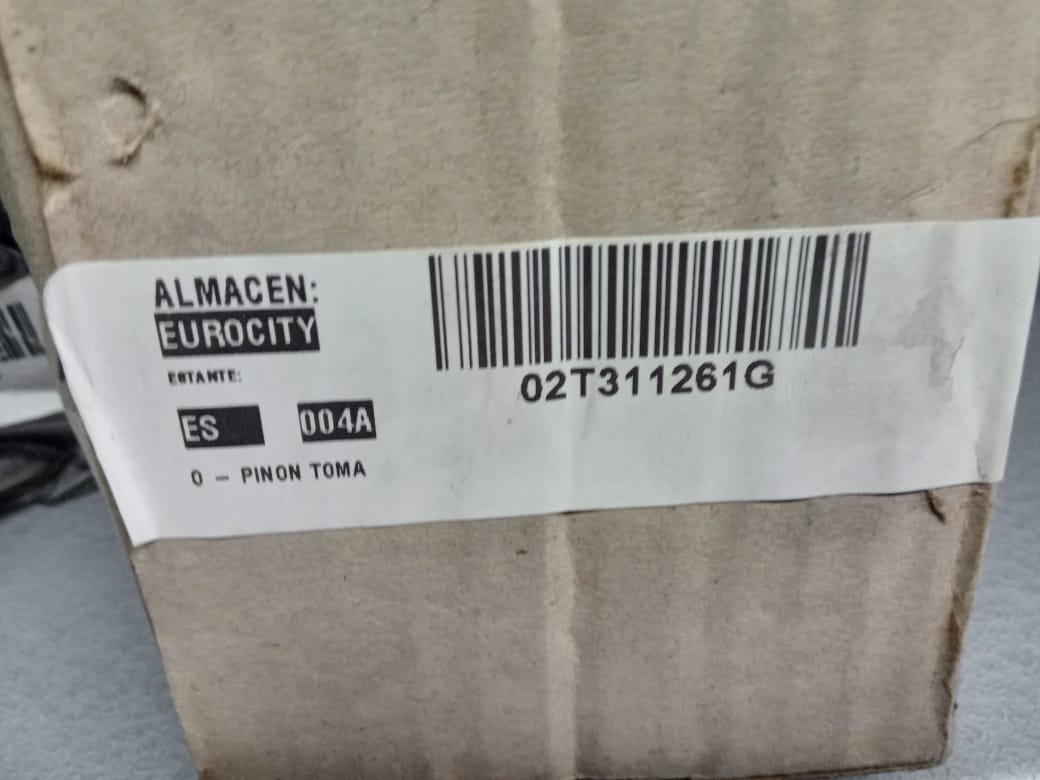 ALMACEN:
EUROCITY
ESTANTE:
ES 004A
0 - PINON TOMA
02T311261G